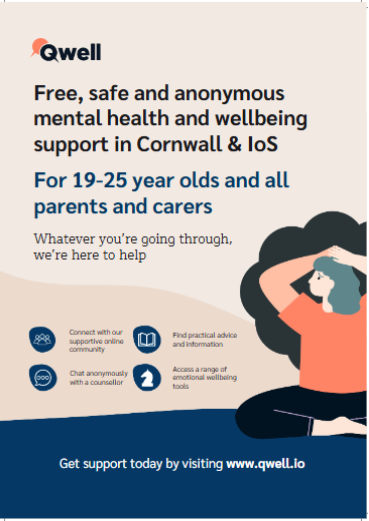 Qwell
Free, safe and anonymous
mental health and wellbeing
support in Cornwall & IoS
For 19-25 year olds and all
parents and carers
Whatever you're going through,
we're here to help
Connect with our
supportive online
community
Find practical advice
and information
Chat anonymously
with a counsellor
Access a range of
emotional wellbeing
tools
Get support today by visiting www.qwell.io